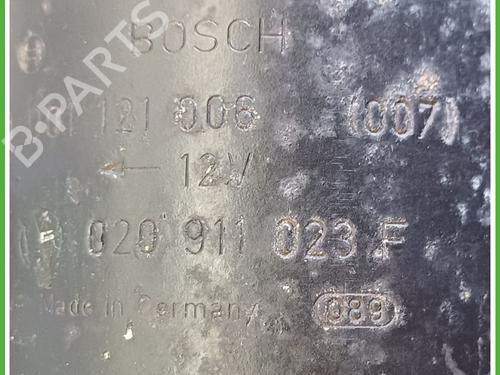 BOSCH
121 006 (007)
← 12V
020 911 023 F
Made in Germany 089
B-PARTS